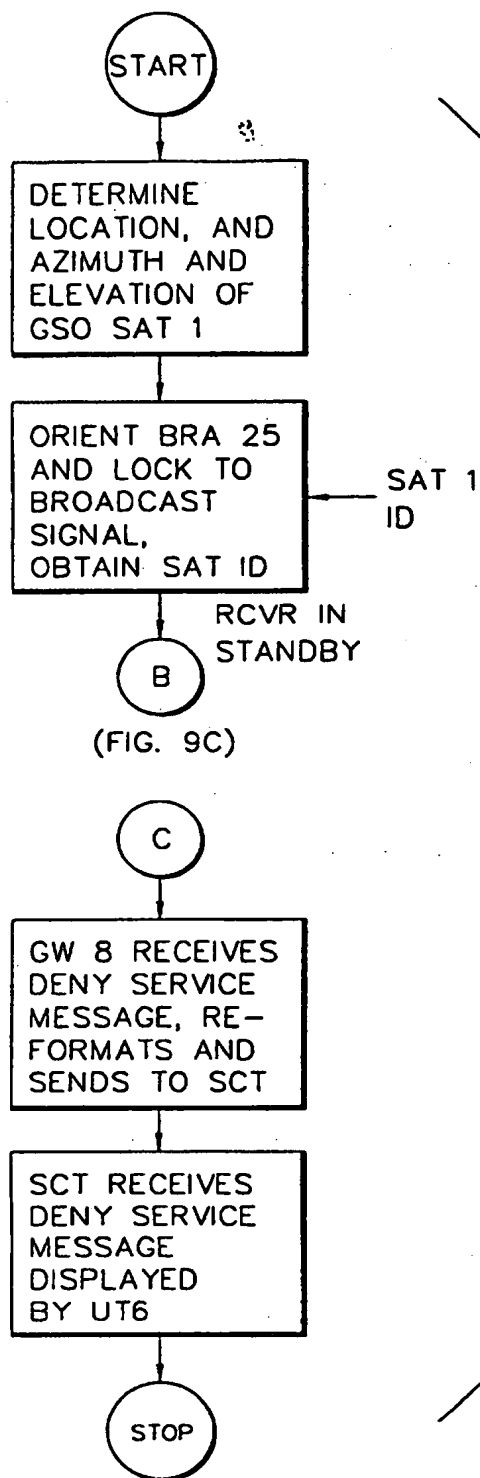 START
DETERMINE
LOCATION, AND
AZIMUTH AND
ELEVATION OF
GSO SAT 1
ORIENT BRA 25
AND LOCK TO
BROADCAST
SIGNAL,
OBTAIN SAT ID
SAT 1
ID
RCVR IN
STANDBY
B
(FIG. 9C)
C
GW 8 RECEIVES
DENY SERVICE
MESSAGE, RE-
FORMATS AND
SENDS TO SCT
SCT RECEIVES
DENY SERVICE
MESSAGE
DISPLAYED
BY UT6
STOP